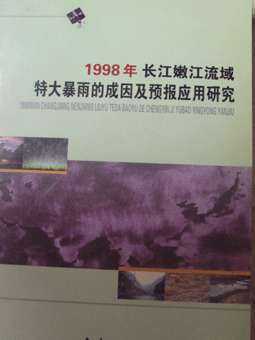 1998年 长江嫩江流域
特大暴雨的成因及预报应用研究
1998NIAN CHANGJIANG NENJIANG LIUYU TEDA BAOYU DE CHENGYIN JI YUBAO YINGYONG YANJIU